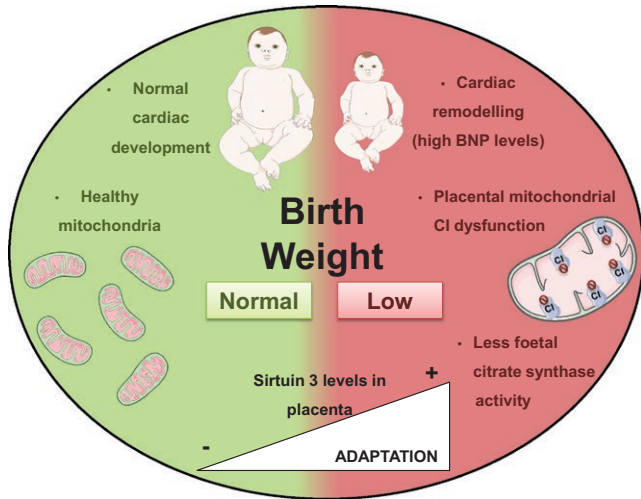 · Normal
cardiac
development
· Healthy
mitochondria
· Cardiac
remodelling
(high BNP levels)
· Placental mitochondrial
CI dysfunction
CI
CI
CI
CI
CI
Birth
Weight
Normal
Low
· Less foetal
citrate synthase
activity
Sirtuin 3 levels in
placenta
+
-
ADAPTATION